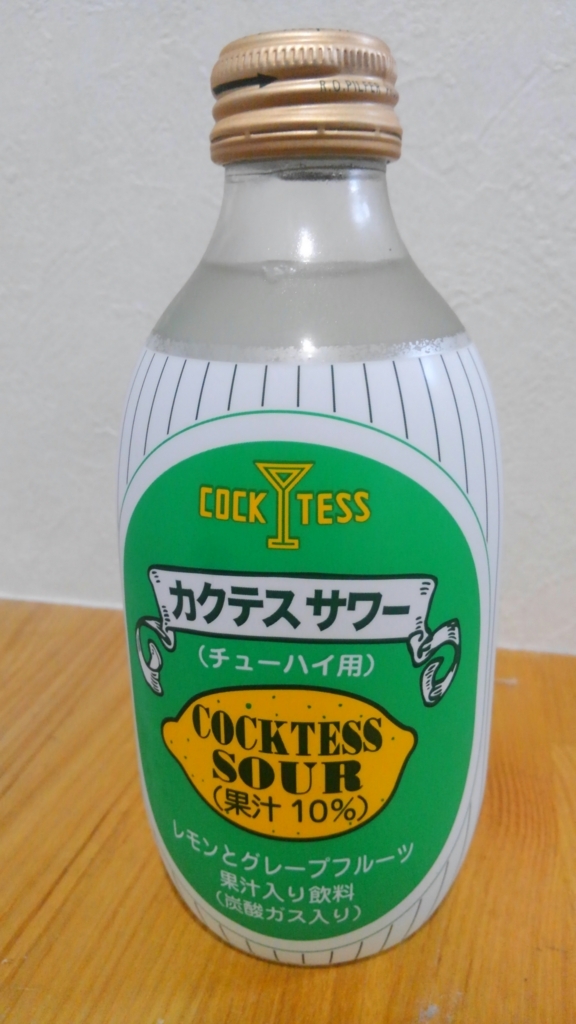 R.O.PILFER
COCKTESS
カクテス サワー
(チューハイ用)
COCKTESS
SOUR
(果汁10%)
レモンとグレープフルーツ
果汁入り飲料
(炭酸ガス入り)